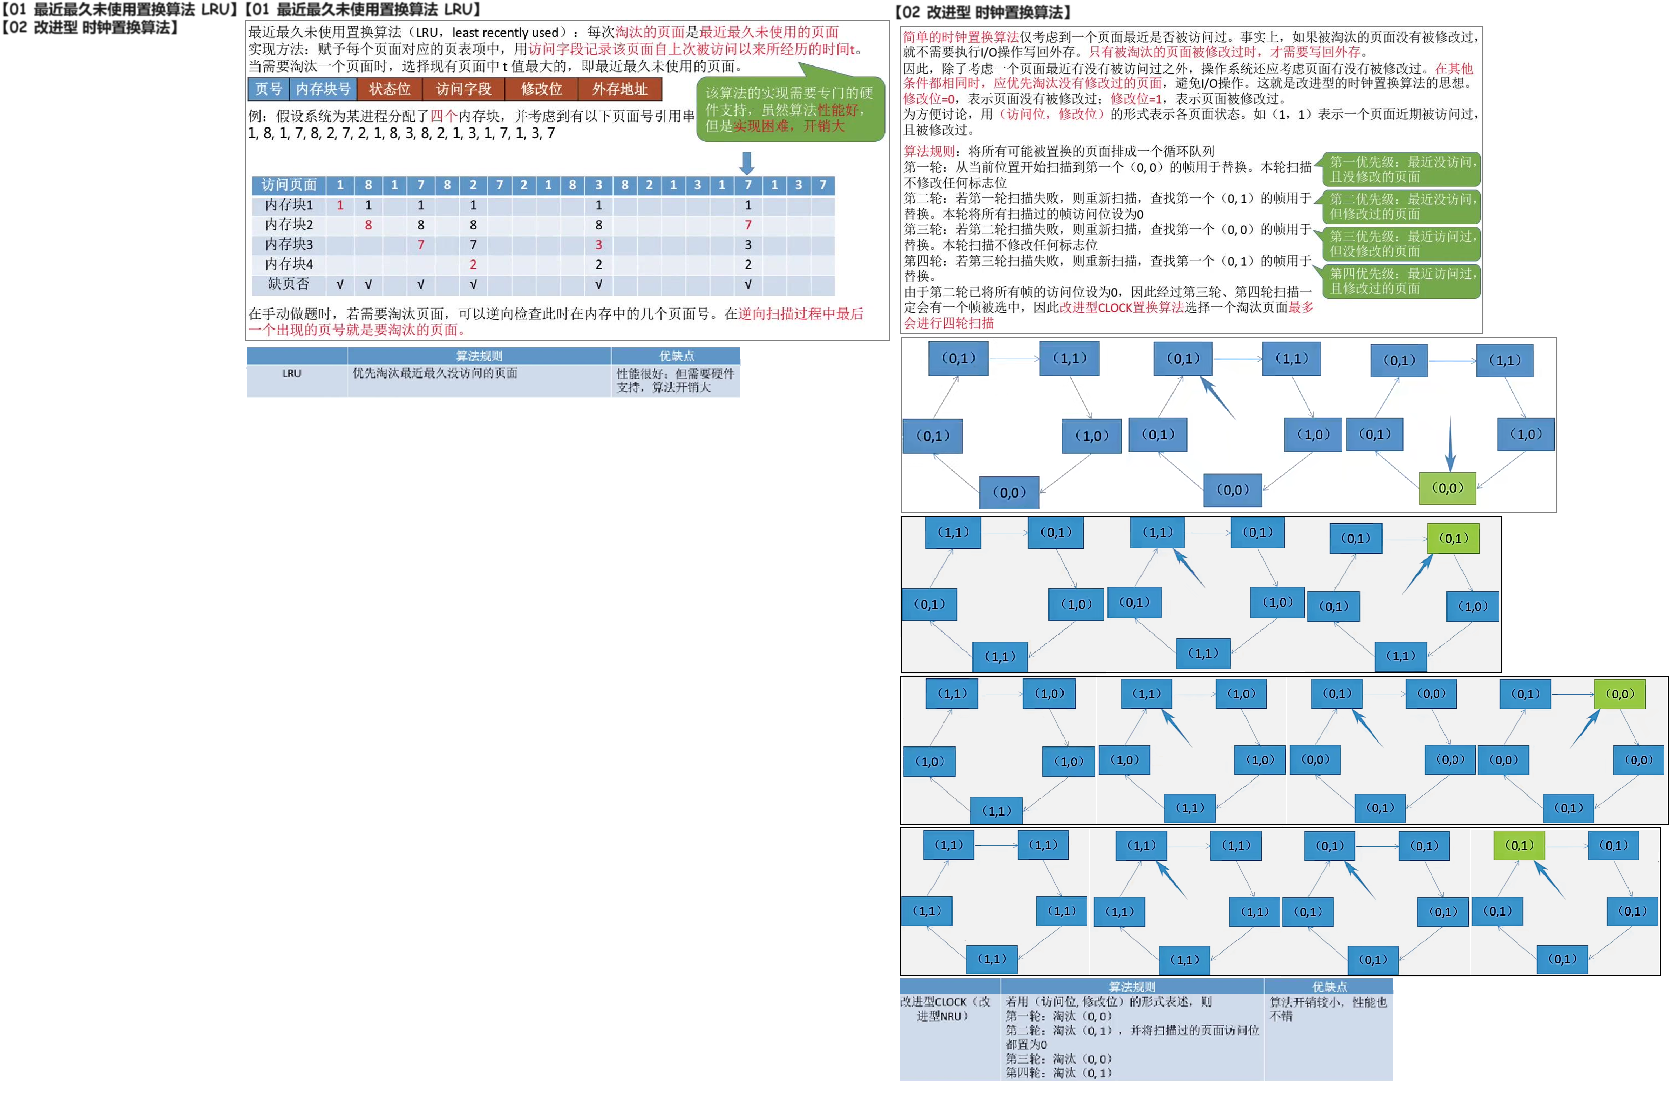 【01 最近最久未使用置换算法 LRU】
【02 改进型 时钟置换算法】
【01 最近最久未使用置换算法 LRU】
最近最久未使用置换算法（LRU，least recently used）：每次淘汰的页面是最近最久未使用的页面
实现方法：赋予每个页面对应的页表项中，用访问字段记录该页面自上次被访问以来所经历的时间t。
当需要淘汰一个页面时，选择现有页面中 t 值最大的，即最近最久未使用的页面。
页号 内存块号 状态位 访问字段 修改位 外存地址
该算法的实现需要专门的硬
件支持，虽然算法性能好，
但是实现困难，开销大
例：假设系统为某进程分配了四个内存块，并考虑到有以下页面号引用串
1, 8, 1, 7, 8, 2, 7, 2, 1, 8, 3, 8, 2, 1, 3, 1, 7, 1, 3, 7
访问页面 1 8 1 7 8 2 7 2 1 8 3 8 2 1 3 1 7 1 3 7
内存块1 1 1 1 1 1 1
内存块2 8 8 8 8 7
内存块3 7 7 3 3
内存块4 2 2 2
缺页否 √ √ √ √ √ √
在手动做题时，若需要淘汰页面，可以逆向检查此时在内存中的几个页面号。在逆向扫描过程中最后
一个出现的页号就是要淘汰的页面。
算法规则 优缺点
LRU 优先淘汰最近最久没访问的页面 性能很好；但需要硬件
支持，算法开销大
【02 改进型 时钟置换算法】
简单的时钟置换算法仅考虑到一个页面最近是否被访问过。事实上，如果被淘汰的页面没有被修改过，
就不需要执行I/O操作写回外存。只有被淘汰的页面被修改过时，才需要写回外存。
因此，除了考虑一个页面最近有没有被访问过之外，操作系统还应考虑页面有没有被修改过。在其他
条件都相同时，应优先淘汰没有修改过的页面，避免I/O操作。这就是改进型的时钟置换算法的思想。
修改位=0，表示页面没有被修改过；修改位=1，表示页面被修改过。
为方便讨论，用（访问位，修改位）的形式表示各页面状态。如（1，1）表示一个页面近期被访问过，
且被修改过。
算法规则：将所有可能被置换的页面排成一个循环队列
第一轮：从当前位置开始扫描到第一个（0, 0）的帧用于替换。本轮扫描
不修改任何标志位
第二轮：若第一轮扫描失败，则重新扫描，查找第一个（0, 1）的帧用于
替换。本轮将所有扫描过的帧访问位设为0
第三轮：若第二轮扫描失败，则重新扫描，查找第一个（0, 0）的帧用于
替换。本轮扫描不修改任何标志位
第四轮：若第三轮扫描失败，则重新扫描，查找第一个（0, 1）的帧用于
替换。
由于第二轮已将所有帧的访问位设为0，因此经过第三轮、第四轮扫描一
定会有一个帧被选中，因此改进型CLOCK置换算法选择一个淘汰页面最多
会进行四轮扫描
第一优先级：最近没访问，
且没修改的页面
第二优先级：最近没访问，
但修改过的页面
第三优先级：最近访问过，
但没修改的页面
第四优先级：最近访问过，
且修改过的页面
（0,1） （1,1） （0,1） （1,1） （0,1） （1,1）
（0,1） （1,0） （0,1） （1,0） （0,1） （1,0）
（0,0） （0,0） （0,0）
（1,1） （0,1） （1,1） （0,1） （0,1） （0,1）
（0,1） （1,0） （0,1） （1,0） （0,1） （1,0）
（1,1） （1,1） （1,1）
（1,1） （1,0） （1,1） （1,0） （0,1） （0,0） （0,1） （0,0）
（1,0） （1,0） （1,0） （1,0） （0,0） （0,0） （0,0） （0,0）
（1,1） （1,1） （0,1） （0,1）
（1,1） （1,1） （1,1） （1,1） （0,1） （0,1） （0,1） （0,1）
（1,1） （1,1） （1,1） （1,1） （0,1） （0,1） （0,1） （0,1）
（1,1） （1,1） （0,1） （0,1）
算法规则 优缺点
改进型CLOCK（改 若用（访问位, 修改位）的形式表述，则 算法开销较小，性能也
进型NRU） 第一轮：淘汰（0, 0） 不错
第二轮：淘汰（0, 1），并将扫描过的页面访问位
都置为0
第三轮：淘汰（0, 0）
第四轮：淘汰（0, 1）